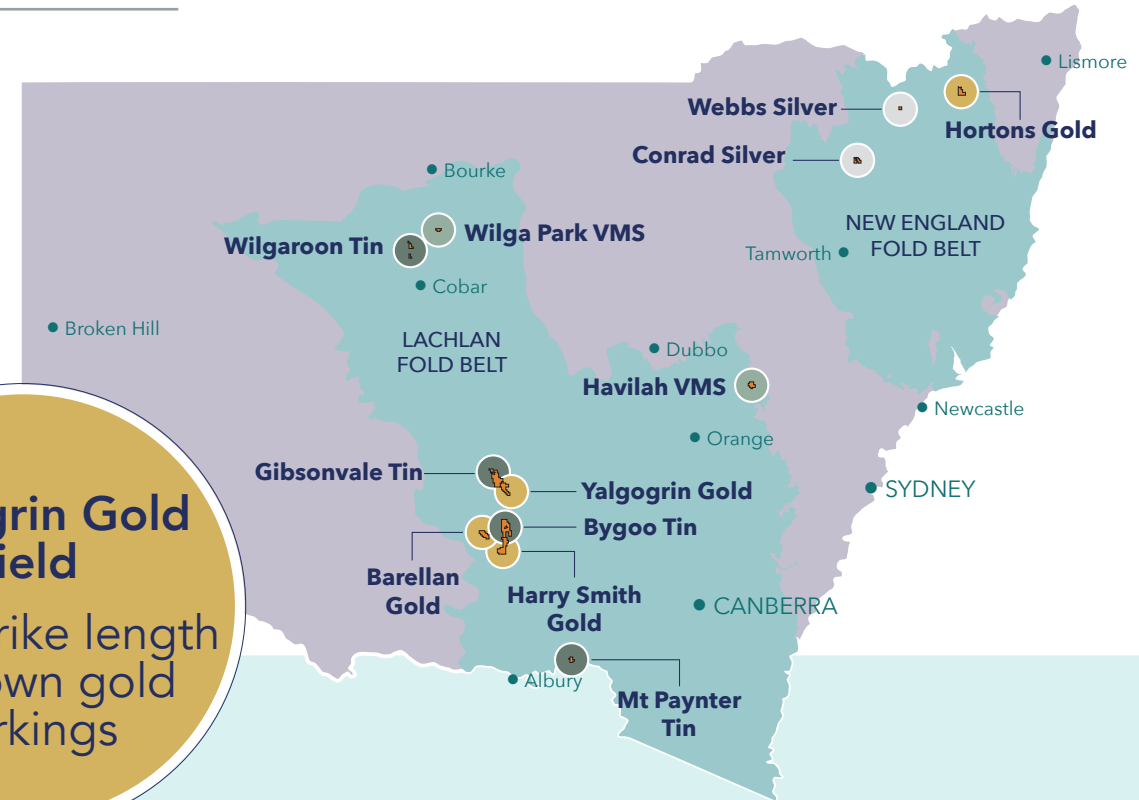 Lismore
Webbs Silver
Hortons Gold
Conrad Silver
Bourke
NEW ENGLAND
FOLD BELT
Wilgaroon Tin
Wilga Park VMS
Tamworth
Cobar
Broken Hill
LACHLAN
FOLD BELT
Dubbo
Havilah VMS
Newcastle
Orange
Gibsonvale Tin
Yalgogrin Gold
SYDNEY
Bygoo Tin
Barellan
Gold
Harry Smith
Gold
CANBERRA
Albury
Mt Paynter
Tin
grin Gold
ield
rike length
wn gold
rkings